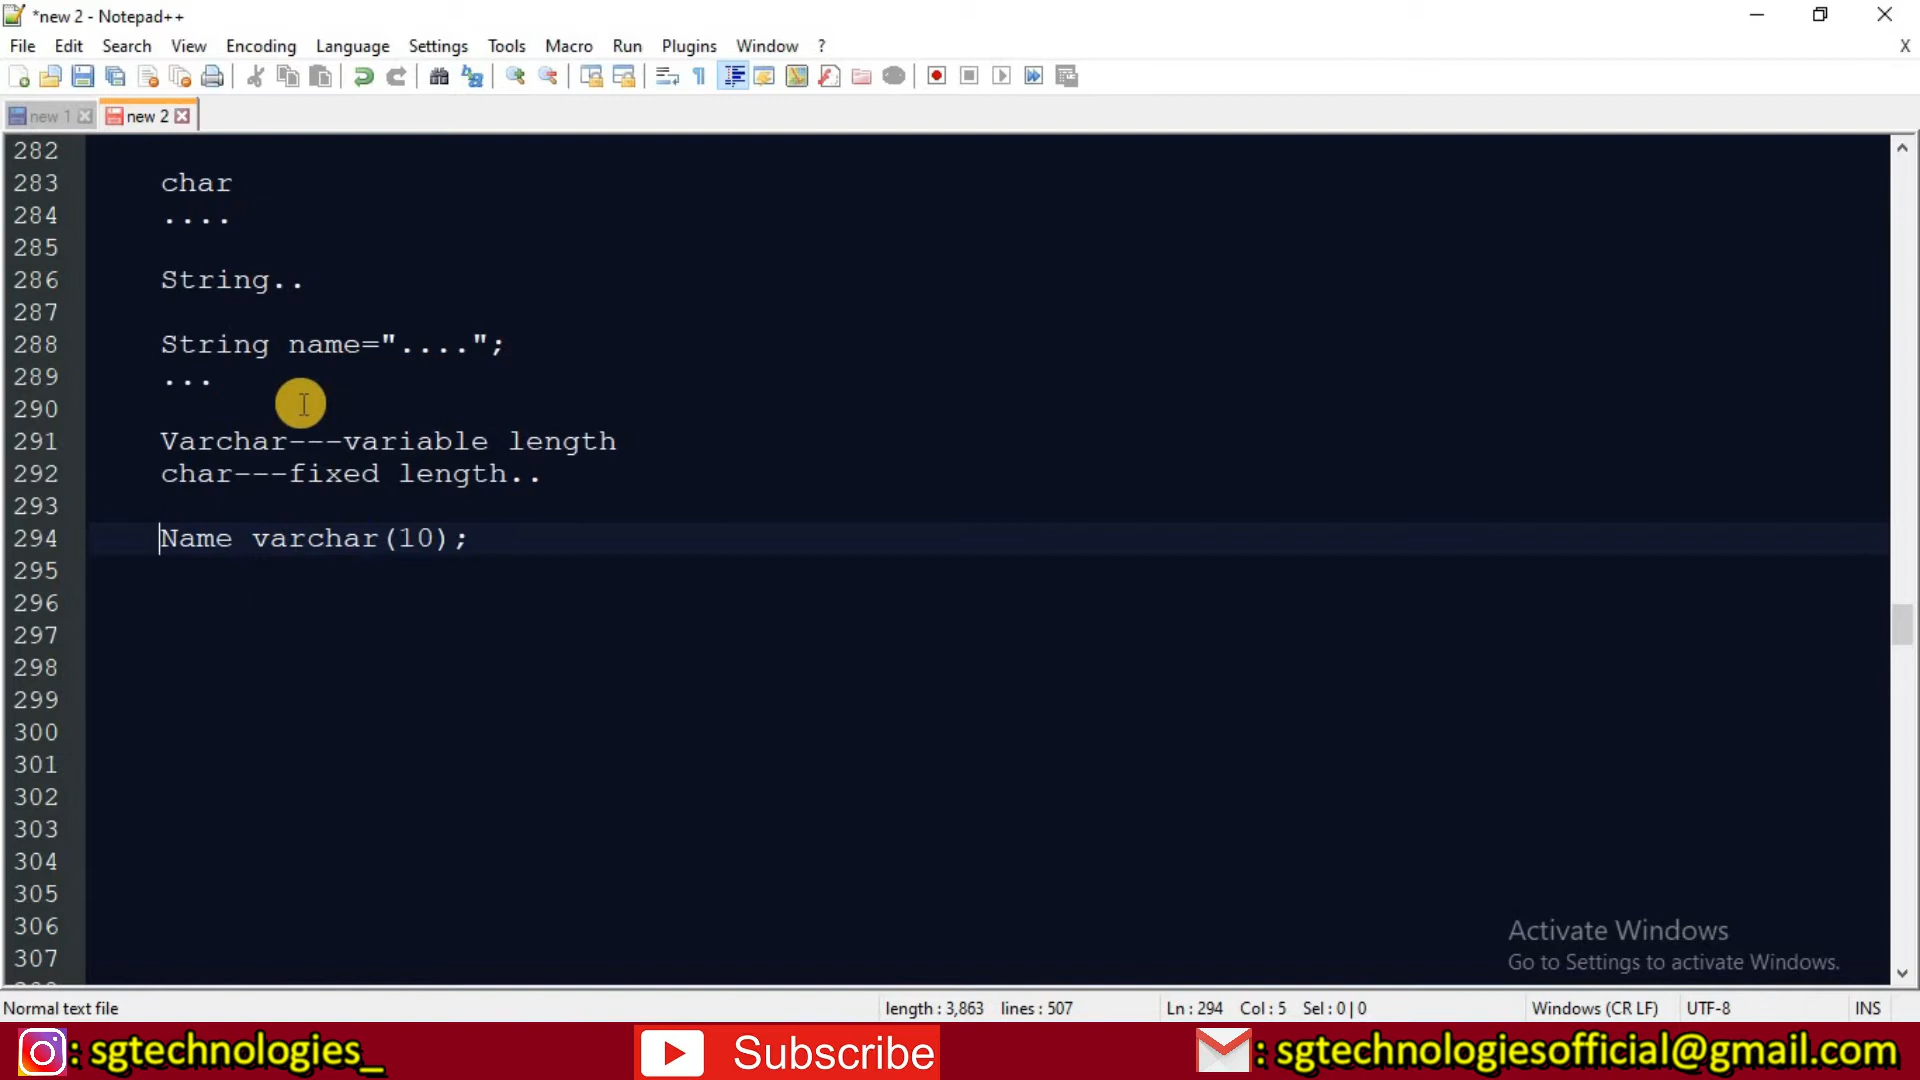 *new 2 - Notepad++
File Edit Search View Encoding Language Settings Tools Macro Run Plugins Window ? X
new 1 new 2
282
283 char
284 ....
285
286 String..
287
288 String name="....";
289 ...
290
291 Varchar---variable length
292 char---fixed length..
293
294 Name varchar(10);
295
296
297
298
299
300
301
302
303
304
305
306
307
Activate Windows
Go to Settings to activate Windows.
Normal text file length : 3,863 lines : 507 Ln : 294 Col : 5 Sel : 0 | 0 Windows (CR LF) UTF-8 INS
: sgtechnologies_ Subscribe : sgtechnologiesofficial@gmail.com